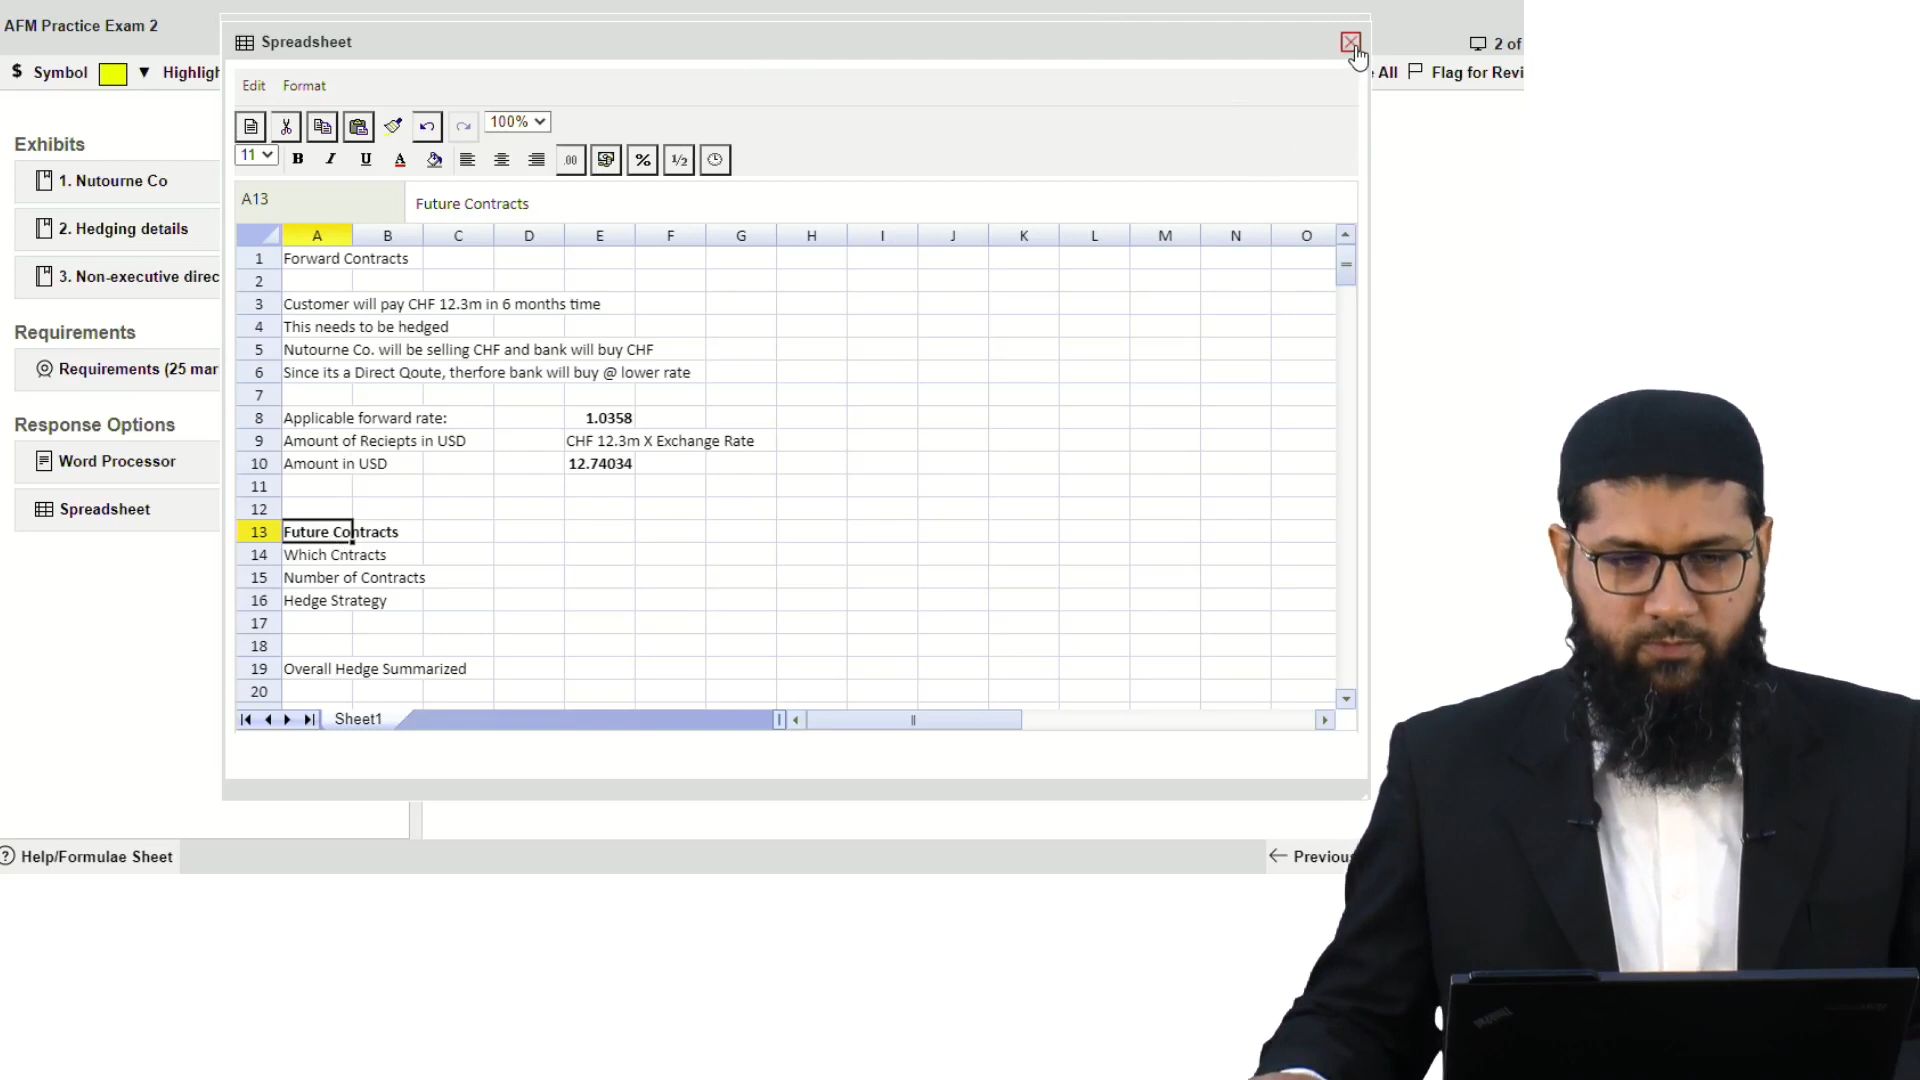 AFM Practice Exam 2
Spreadsheet
2 of
$ Symbol
Highligh
All
Flag for Revi
Edit Format
100%
11
B I U A .00 % 1/2
Exhibits
1. Nutourne Co
2. Hedging details
3. Non-executive direc
Requirements
Requirements (25 mar
Response Options
Word Processor
Spreadsheet
A13
Future Contracts
A B C D E F G H I J K L M N O
1 Forward Contracts
2
3 Customer will pay CHF 12.3m in 6 months time
4 This needs to be hedged
5 Nutourne Co. will be selling CHF and bank will buy CHF
6 Since its a Direct Qoute, therfore bank will buy @ lower rate
7
8 Applicable forward rate: 1.0358
9 Amount of Reciepts in USD CHF 12.3m X Exchange Rate
10 Amount in USD 12.74034
11
12
13 Future Contracts
14 Which Cntracts
15 Number of Contracts
16 Hedge Strategy
17
18
19 Overall Hedge Summarized
20
Sheet1
? Help/Formulae Sheet
Previous
ThinkPad